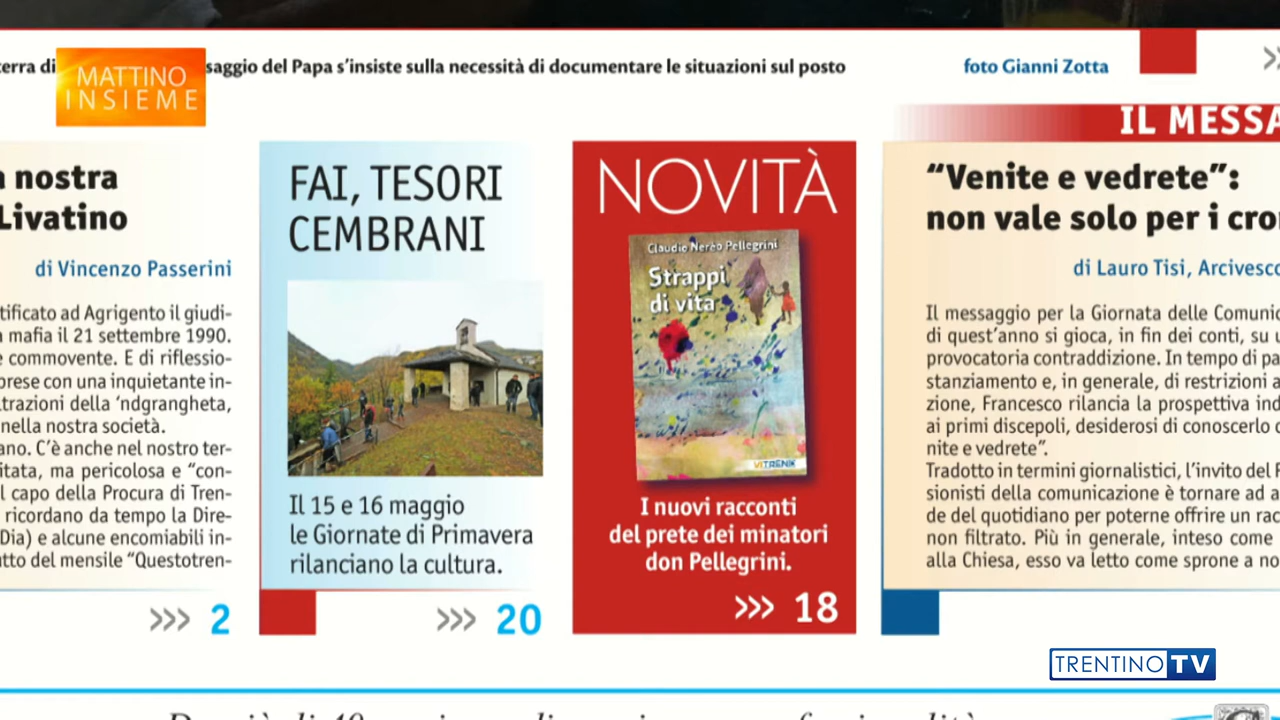 MATTINO
INSIEME
saggio del Papa s'insiste sulla necessità di documentare le situazioni sul posto
foto Gianni Zotta
nostra
Livatino
di Vincenzo Passerini
tificato ad Agrigento il giudi-
mafia il 21 settembre 1990.
e commovente. E di riflessio-
prese con una inquietante in-
ltrazioni della 'ndgrangheta,
nella nostra società.
ano. C'è anche nel nostro ter-
itata, ma pericolosa e "con-
l capo della Procura di Tren-
ricordano da tempo la Dire-
Dia) e alcune encomiabili in-
utto del mensile "Questotren-
>>> 2
FAI, TESORI
CEMBRANI
Il 15 e 16 maggio
le Giornate di Primavera
rilanciano la cultura.
>>> 20
NOVITÀ
Claudio Nereo Pellegrini
Strappi
di vita
VITREND
I nuovi racconti
del prete dei minatori
don Pellegrini.
>>> 18
IL MESSA
"Venite e vedrete":
non vale solo per i cron
di Lauro Tisi, Arcivesco
Il messaggio per la Giornata delle Comunic
di quest'anno si gioca, in fin dei conti, su u
provocatoria contraddizione. In tempo di pa
stanziamento e, in generale, di restrizioni a
zione, Francesco rilancia la prospettiva ind
ai primi discepoli, desiderosi di conoscerlo
nite e vedrete".
Tradotto in termini giornalistici, l'invito del P
sionisti della comunicazione è tornare ad a
de del quotidiano per poterne offrire un rac
non filtrato. Più in generale, inteso come
alla Chiesa, esso va letto come sprone a no
TRENTINO TV